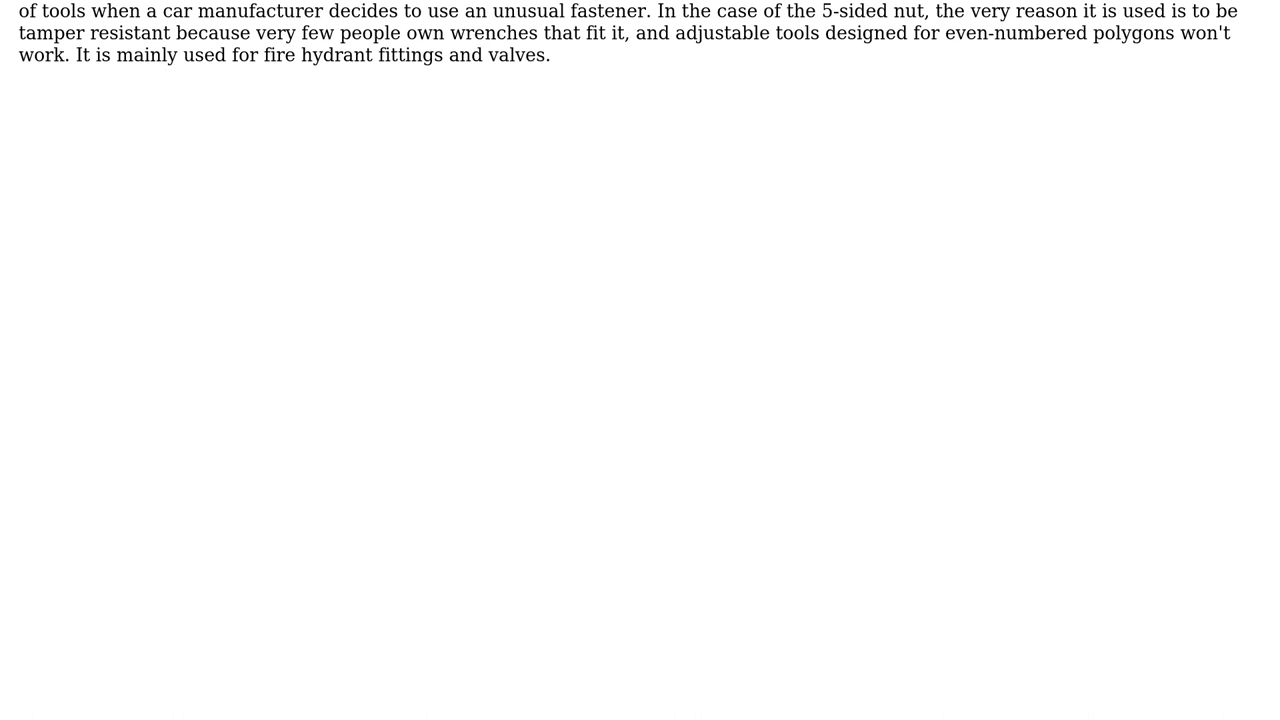 of tools when a car manufacturer decides to use an unusual fastener. In the case of the 5-sided nut, the very reason it is used is to be
tamper resistant because very few people own wrenches that fit it, and adjustable tools designed for even-numbered polygons won't
work. It is mainly used for fire hydrant fittings and valves.